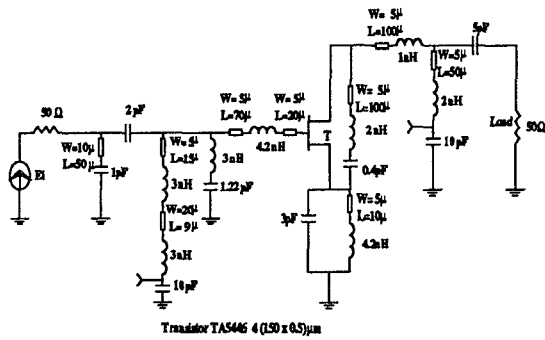 W= 5μ
L=100μ
5pF
1nH
W=5μ
L=50μ
2nH
10 pF
Load
50Ω
50 Ω
2 pF
W= 5μ
L=70μ
W= 5μ
L=20μ
4.2nH
T
W= 5μ
L=100μ
2nH
0.4pF
W=10μ
L=50μ
1pF
Ei
W= 5μ
L=15μ
3nH
W=20μ
L= 9μ
3nH
10 pF
3nH
1.22 pF
3pF
W=5μ
L=10μ
4.2nH
Transistor TA5446 4 (150 x 0.5)μm